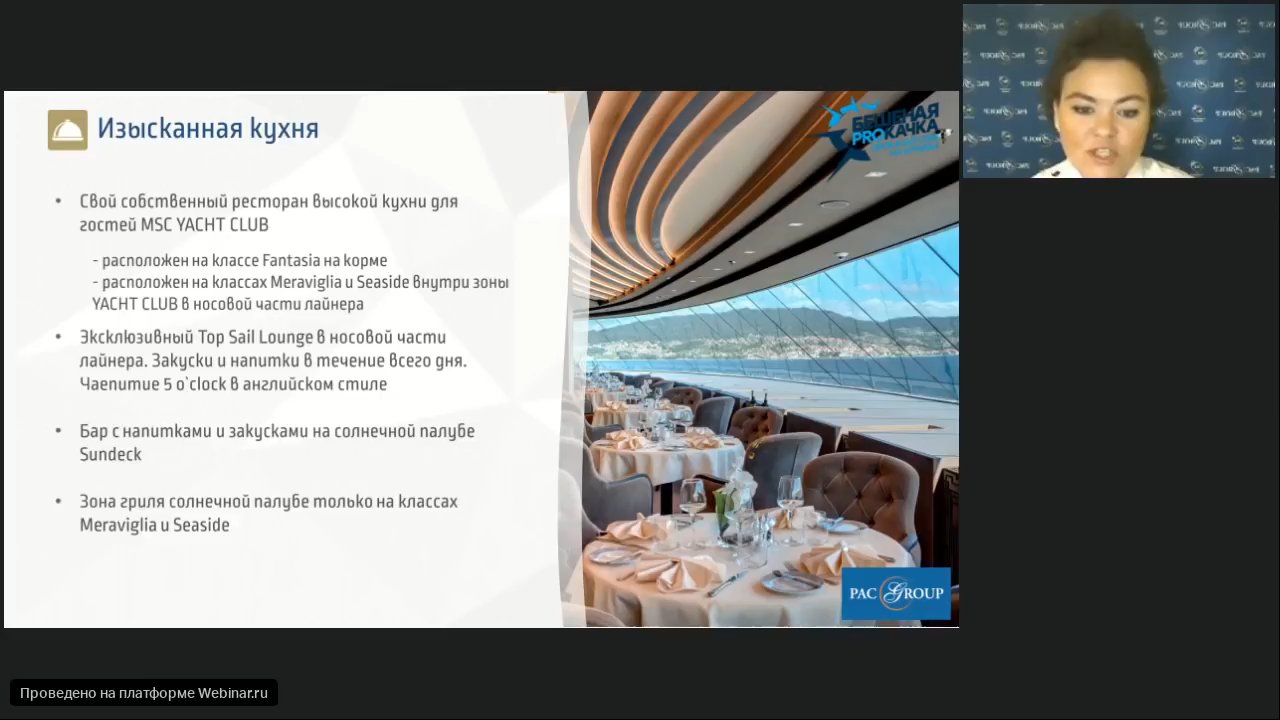 Изысканная кухня
БЕШЕНАЯ
PROКАЧКА
• Свой собственный ресторан высокой кухни для
гостей MSC YACHT CLUB
- расположен на классе Fantasia на корме
- расположен на классах Meraviglia и Seaside внутри зоны
YACHT CLUB в носовой части лайнера
• Эксклюзивный Top Sail Lounge в носовой части
лайнера. Закуски и напитки в течение всего дня.
Чаепитие 5 o`clock в английском стиле
• Бар с напитками и закусками на солнечной палубе
Sundeck
• Зона гриля солнечной палубе только на классах
Meraviglia и Seaside
PAC GROUP
Проведено на платформе Webinar.ru